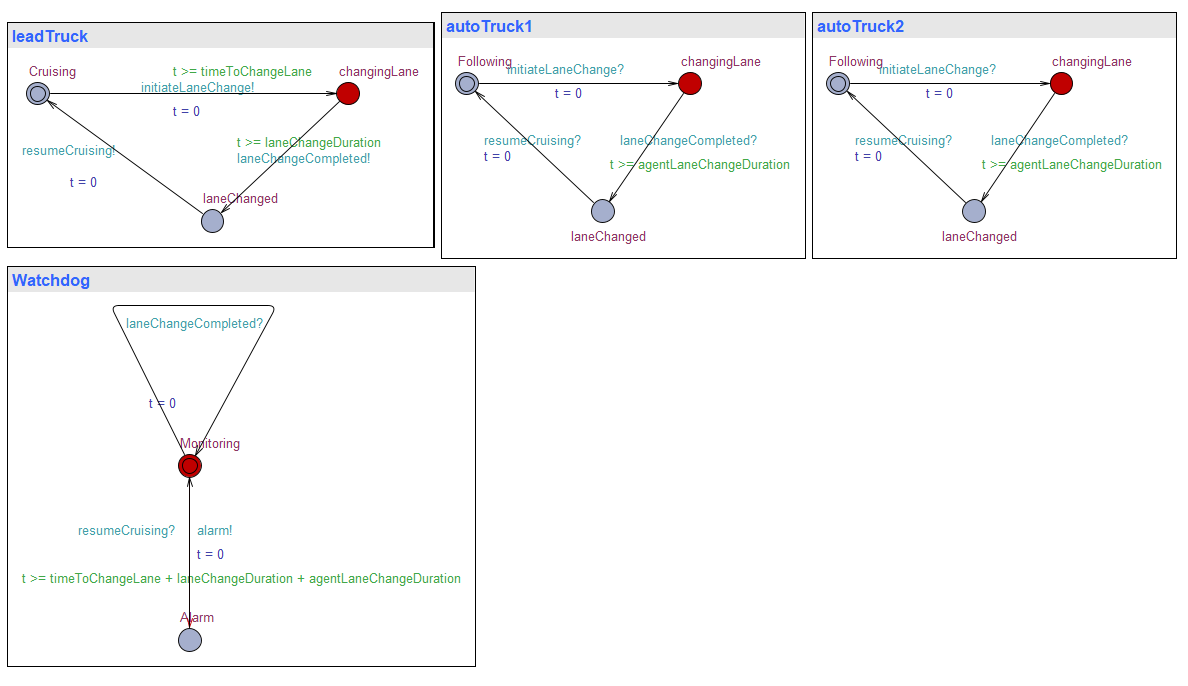 leadTruck
Cruising
t >= timeToChangeLane
initiateLaneChange!
t = 0
changingLane
t >= laneChangeDuration
laneChangeCompleted!
resumeCruising!
t = 0
laneChanged
autoTruck1
Following
initiateLaneChange?
t = 0
changingLane
resumeCruising?
t = 0
laneChangeCompleted?
t >= agentLaneChangeDuration
laneChanged
autoTruck2
Following
initiateLaneChange?
t = 0
changingLane
resumeCruising?
t = 0
laneChangeCompleted?
t >= agentLaneChangeDuration
laneChanged
Watchdog
laneChangeCompleted?
t = 0
Monitoring
resumeCruising?
alarm!
t = 0
t >= timeToChangeLane + laneChangeDuration + agentLaneChangeDuration
Alarm